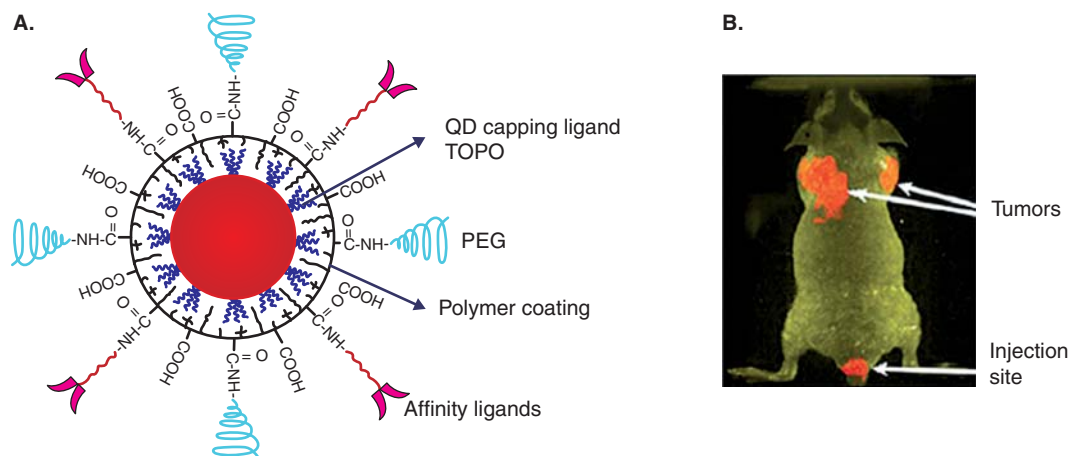 A.
QD capping ligand
TOPO
PEG
Polymer coating
Affinity ligands
-NH-C
O
HOOC
O
=C-NH-
COOH
C-NH-
O
COOH
O
C-NH-
COOH
C-NH-
O
COOH
C-NH-
O
COOH
-NH-C
O
COOH
O
-NH-C
COOH
B.
Tumors
Injection
site